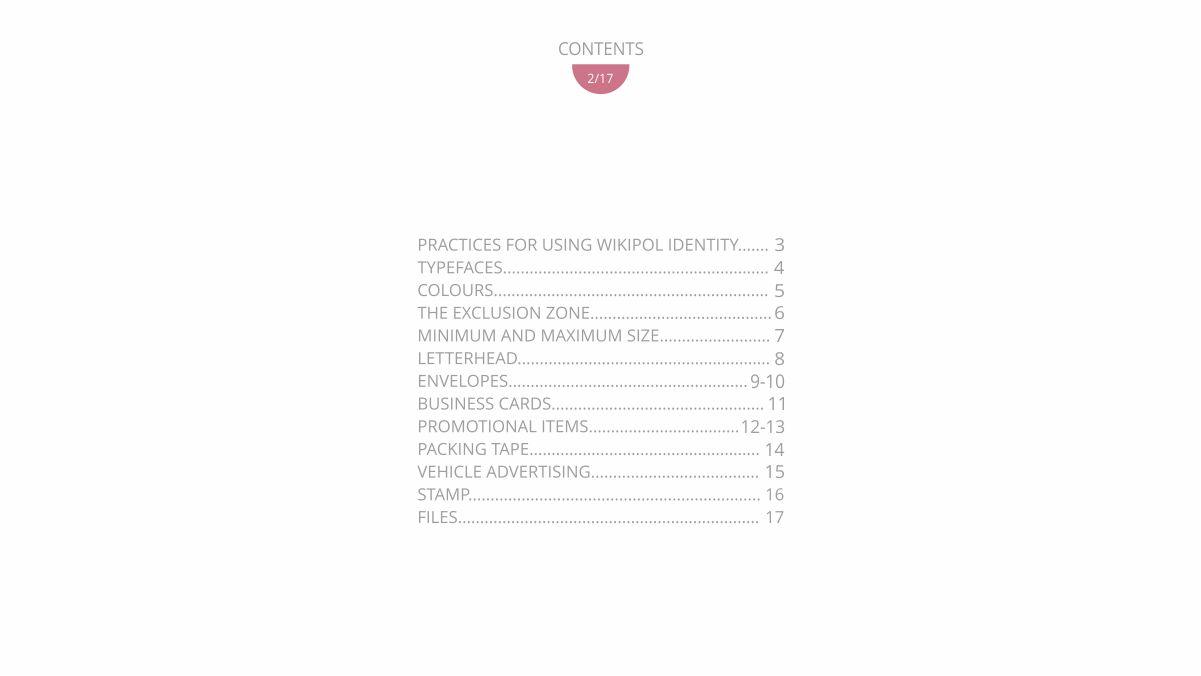 CONTENTS
2/17
PRACTICES FOR USING WIKIPOL IDENTITY....... 3
TYPEFACES............................................................ 4
COLOURS.............................................................. 5
THE EXCLUSION ZONE.........................................6
MINIMUM AND MAXIMUM SIZE......................... 7
LETTERHEAD......................................................... 8
ENVELOPES......................................................9-10
BUSINESS CARDS................................................ 11
PROMOTIONAL ITEMS..................................12-13
PACKING TAPE.................................................... 14
VEHICLE ADVERTISING...................................... 15
STAMP.................................................................. 16
FILES.................................................................... 17